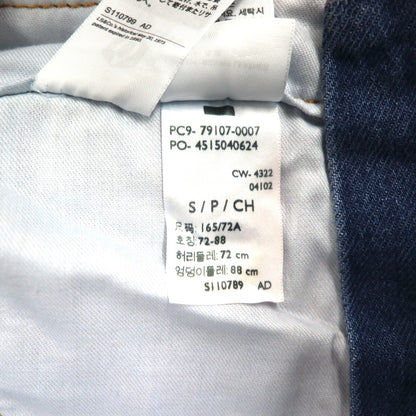 S110799 AD
PC9- 79107-0007
PO- 4515040624
CW- 4322
04102
S / P / CH
尺码: 165/72A
호칭: 72-88
허리둘레: 72 cm
엉덩이둘레: 88 cm
S110789 AD